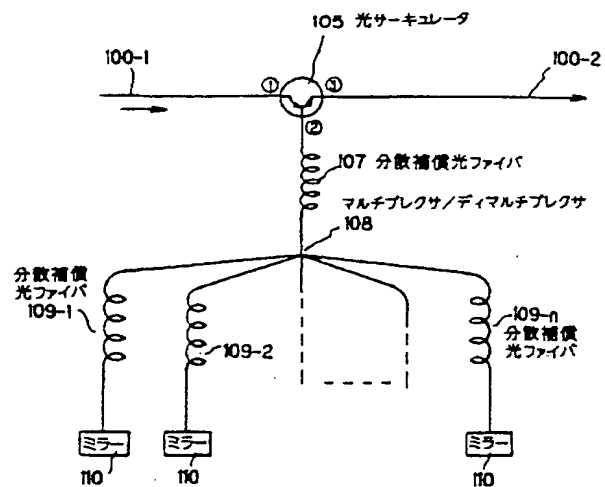 105 光サーキュレータ
100-1
100-2
①
③
②
107 分散補償光ファイバ
マルチプレクサ/ディマルチプレクサ
108
分散補償
光ファイバ
109-1
109-2
109-n
分散補償
光ファイバ
ミラー
ミラー
ミラー
110
110
110